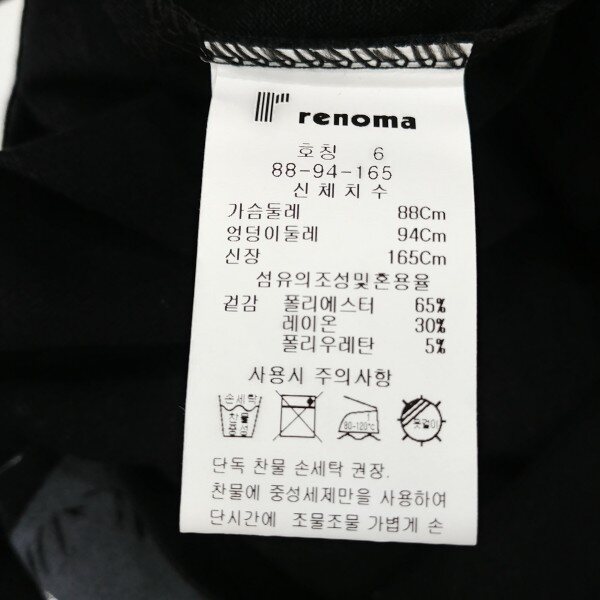 renoma
호칭 6
88-94-165
신체치수
가슴둘레 88Cm
엉덩이둘레 94Cm
신장 165Cm
섬유의조성및혼용율
겉감 폴리에스터 65%
레이온 30%
폴리우레탄 5%
사용시 주의사항
손세탁
찬물
중성
80-120℃
옷걸이
단독 찬물 손세탁 권장.
찬물에 중성세제만을 사용하여
단시간에 조물조물 가볍게 손